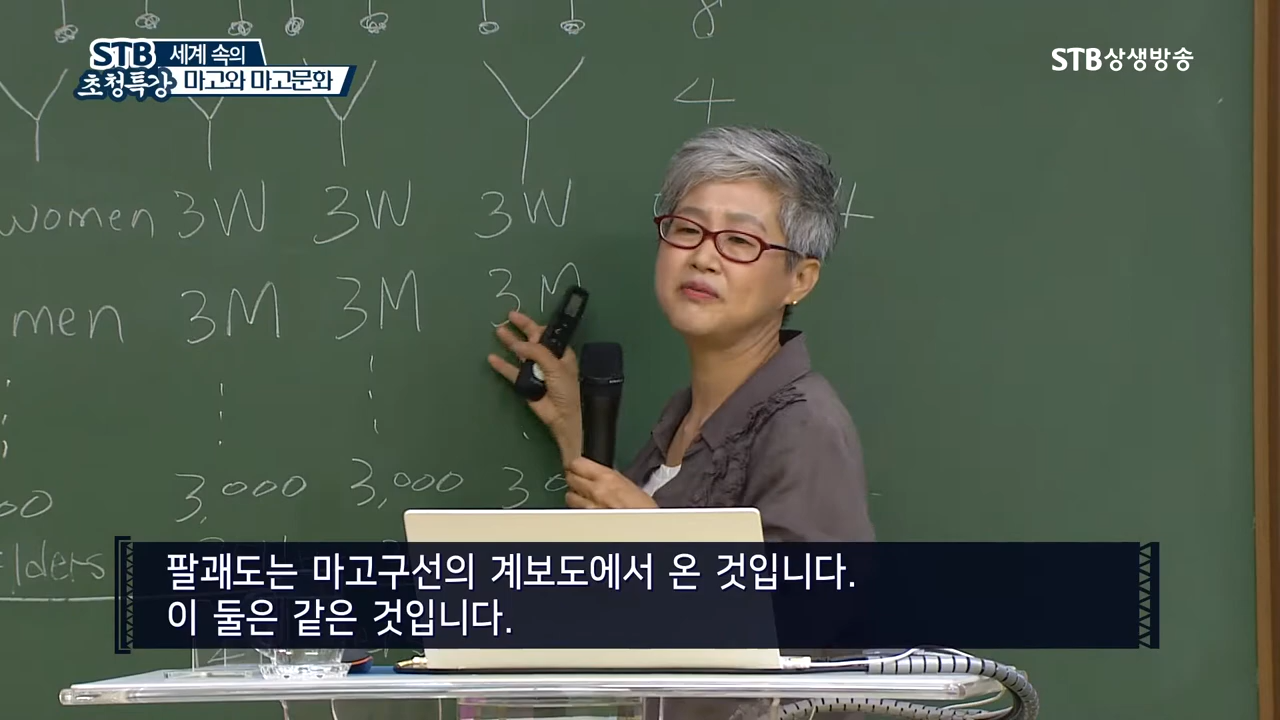 8
STB 세계 속의
초청특강 마고와 마고문화
STB상생방송
4
women 3W 3W 3W
4
men 3M 3M 3M
3,000 3,000
elders
팔괘도는 마고구선의 계보도에서 온 것입니다.
이 둘은 같은 것입니다.